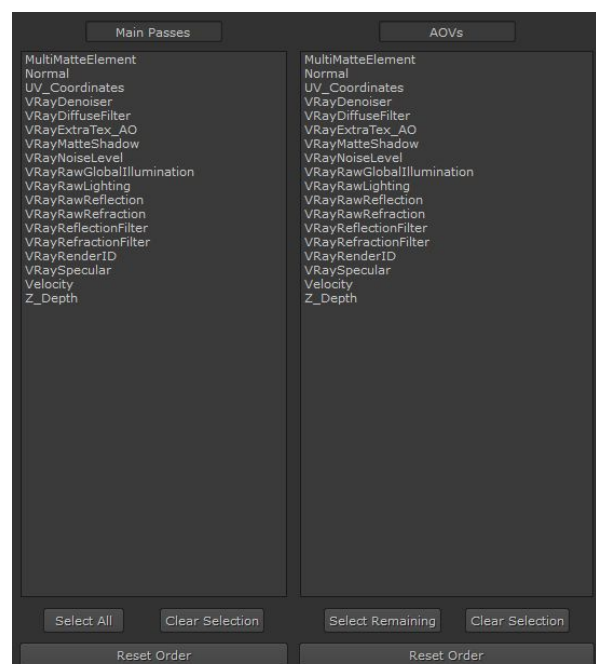 Main Passes
MultiMatteElement
Normal
UV_Coordinates
VRayDenoiser
VRayDiffuseFilter
VRayExtraTex_AO
VRayMatteShadow
VRayNoiseLevel
VRayRawGlobalIllumination
VRayRawLighting
VRayRawReflection
VRayRawRefraction
VRayReflectionFilter
VRayRefractionFilter
VRayRenderID
VRaySpecular
Velocity
Z_Depth
Select All
Clear Selection
Reset Order
AOVs
MultiMatteElement
Normal
UV_Coordinates
VRayDenoiser
VRayDiffuseFilter
VRayExtraTex_AO
VRayMatteShadow
VRayNoiseLevel
VRayRawGlobalIllumination
VRayRawLighting
VRayRawReflection
VRayRawRefraction
VRayReflectionFilter
VRayRefractionFilter
VRayRenderID
VRaySpecular
Velocity
Z_Depth
Select Remaining
Clear Selection
Reset Order